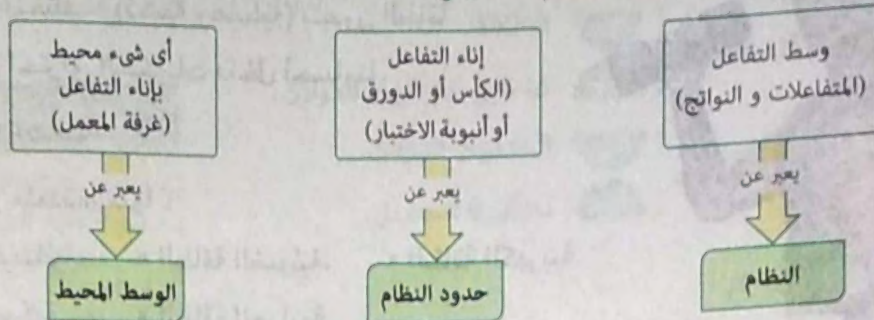 وسط التفاعل
(المتفاعلات و النواتج)
يعبر عن
النظام
إناء التفاعل
(الكأس أو الدورق
أو أنبوبة الاختبار)
يعبر عن
حدود النظام
أى شىء محيط
بإناء التفاعل
(غرفة المعمل)
يعبر عن
الوسط المحيط